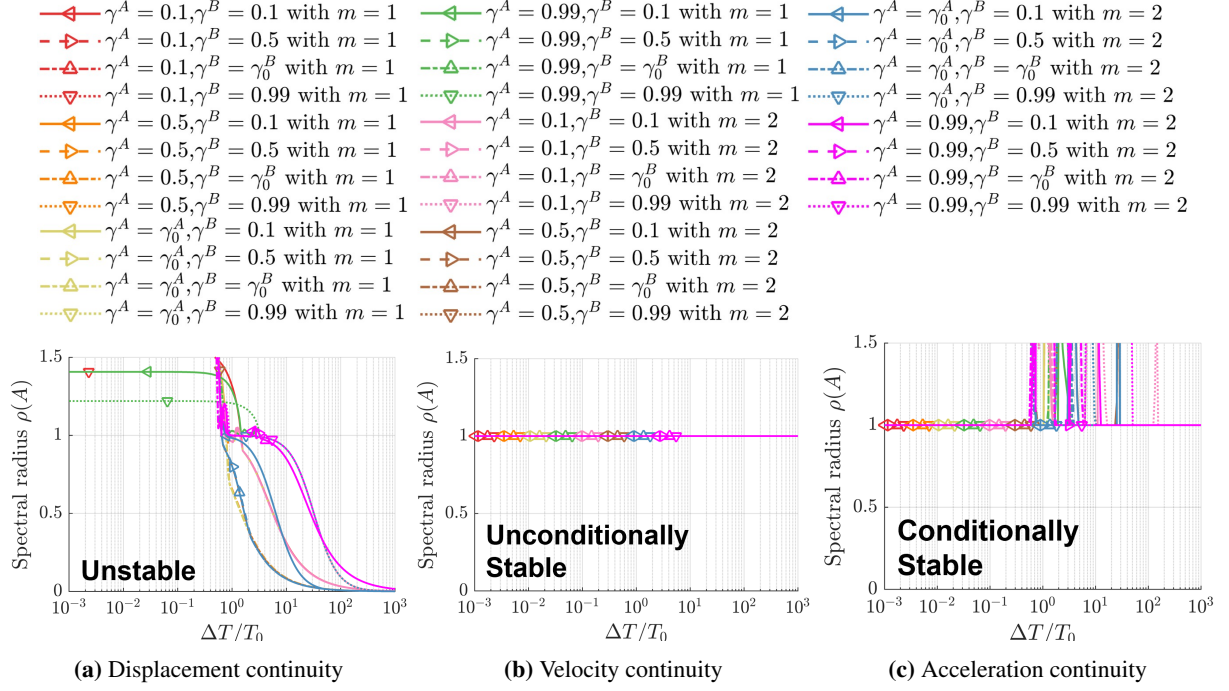 γ^A = 0.1,γ^B = 0.1 with m = 1
γ^A = 0.1,γ^B = 0.5 with m = 1
γ^A = 0.1,γ^B = γ_0^B with m = 1
γ^A = 0.1,γ^B = 0.99 with m = 1
γ^A = 0.5,γ^B = 0.1 with m = 1
γ^A = 0.5,γ^B = 0.5 with m = 1
γ^A = 0.5,γ^B = γ_0^B with m = 1
γ^A = 0.5,γ^B = 0.99 with m = 1
γ^A = γ_0^A,γ^B = 0.1 with m = 1
γ^A = γ_0^A,γ^B = 0.5 with m = 1
γ^A = γ_0^A,γ^B = γ_0^B with m = 1
γ^A = γ_0^A,γ^B = 0.99 with m = 1
γ^A = 0.99,γ^B = 0.1 with m = 1
γ^A = 0.99,γ^B = 0.5 with m = 1
γ^A = 0.99,γ^B = γ_0^B with m = 1
γ^A = 0.99,γ^B = 0.99 with m = 1
γ^A = 0.1,γ^B = 0.1 with m = 2
γ^A = 0.1,γ^B = 0.5 with m = 2
γ^A = 0.1,γ^B = γ_0^B with m = 2
γ^A = 0.1,γ^B = 0.99 with m = 2
γ^A = 0.5,γ^B = 0.1 with m = 2
γ^A = 0.5,γ^B = 0.5 with m = 2
γ^A = 0.5,γ^B = γ_0^B with m = 2
γ^A = 0.5,γ^B = 0.99 with m = 2
γ^A = γ_0^A,γ^B = 0.1 with m = 2
γ^A = γ_0^A,γ^B = 0.5 with m = 2
γ^A = γ_0^A,γ^B = γ_0^B with m = 2
γ^A = γ_0^A,γ^B = 0.99 with m = 2
γ^A = 0.99,γ^B = 0.1 with m = 2
γ^A = 0.99,γ^B = 0.5 with m = 2
γ^A = 0.99,γ^B = γ_0^B with m = 2
γ^A = 0.99,γ^B = 0.99 with m = 2
Spectral radius ρ(A)
1.5
1
0.5
0
Unstable
10^-3 10^-2 10^-1 10^0 10^1 10^2 10^3
ΔT/T_0
(a) Displacement continuity
Spectral radius ρ(A)
1.5
1
0.5
0
Unconditionally
Stable
10^-3 10^-2 10^-1 10^0 10^1 10^2 10^3
ΔT/T_0
(b) Velocity continuity
Spectral radius ρ(A)
1.5
1
0.5
0
Conditionally
Stable
10^-3 10^-2 10^-1 10^0 10^1 10^2 10^3
ΔT/T_0
(c) Acceleration continuity